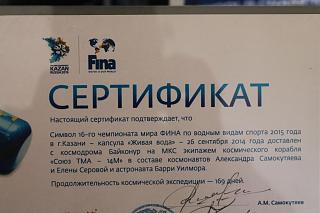 KAZAN
RUSSIA 2015
Fina
СЕРТИФИКАТ
Настоящий сертификат подтверждает, что
Символ 16-го чемпионата мира ФИНА по водным видам спорта 2015 года
в г.Казани – капсула «Живая вода» – 26 сентября 2014 года доставлен
с космодрома Байконур на МКС экипажем космического корабля
«Союз ТМА – 14М» в составе космонавтов Александра Самокутяева
и Елены Серовой и астронавта Барри Уилмора.
Продолжительность космической экспедиции — 169 дней.
А.М. Самокутяев